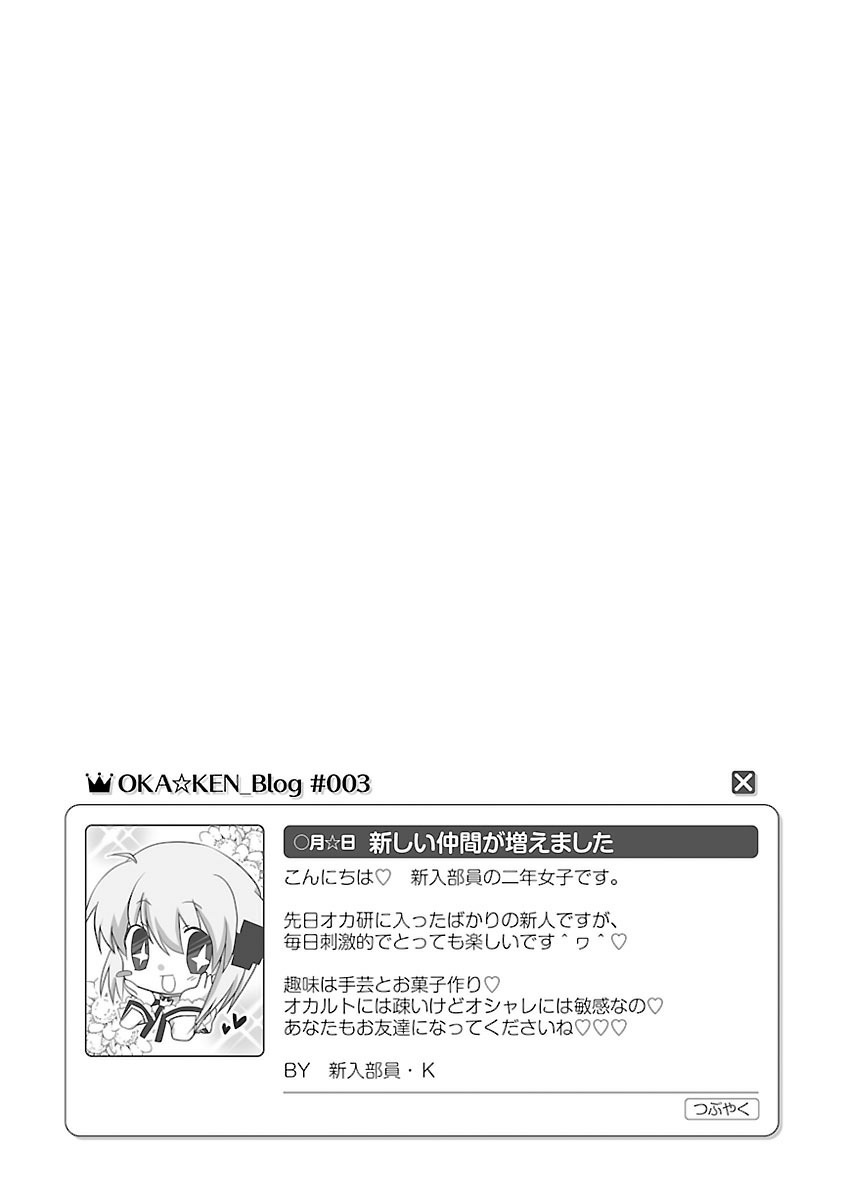 OKA☆KEN_Blog #003
○月☆日 新しい仲間が増えました
こんにちは♡ 新入部員の二年女子です。
先日オカ研に入ったばかりの新人ですが、
毎日刺激的でとっても楽しいです＾ヮ＾♡
趣味は手芸とお菓子作り♡
オカルトには疎いけどオシャレには敏感なの♡
あなたもお友達になってくださいね♡♡♡
BY 新入部員・K
つぶやく